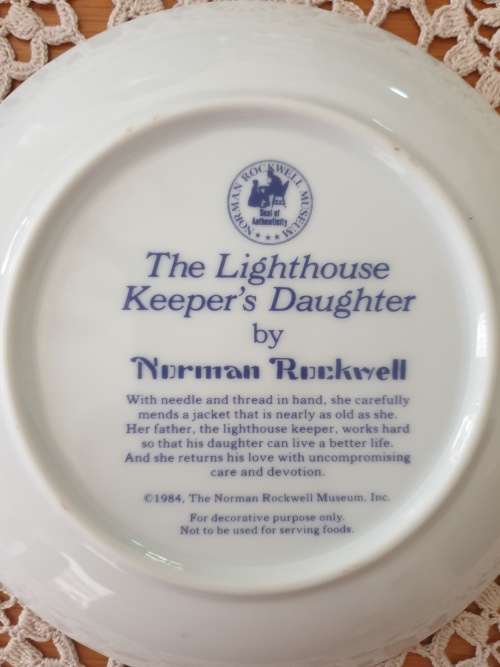 NORMAN ROCKWELL MUSEUM
Seal of
Authenticity
The Lighthouse
Keeper's Daughter
by
Norman Rockwell
With needle and thread in hand, she carefully
mends a jacket that is nearly as old as she.
Her father, the lighthouse keeper, works hard
so that his daughter can live a better life.
And she returns his love with uncompromising
care and devotion.
©1984, The Norman Rockwell Museum, Inc.
For decorative purpose only.
Not to be used for serving foods.